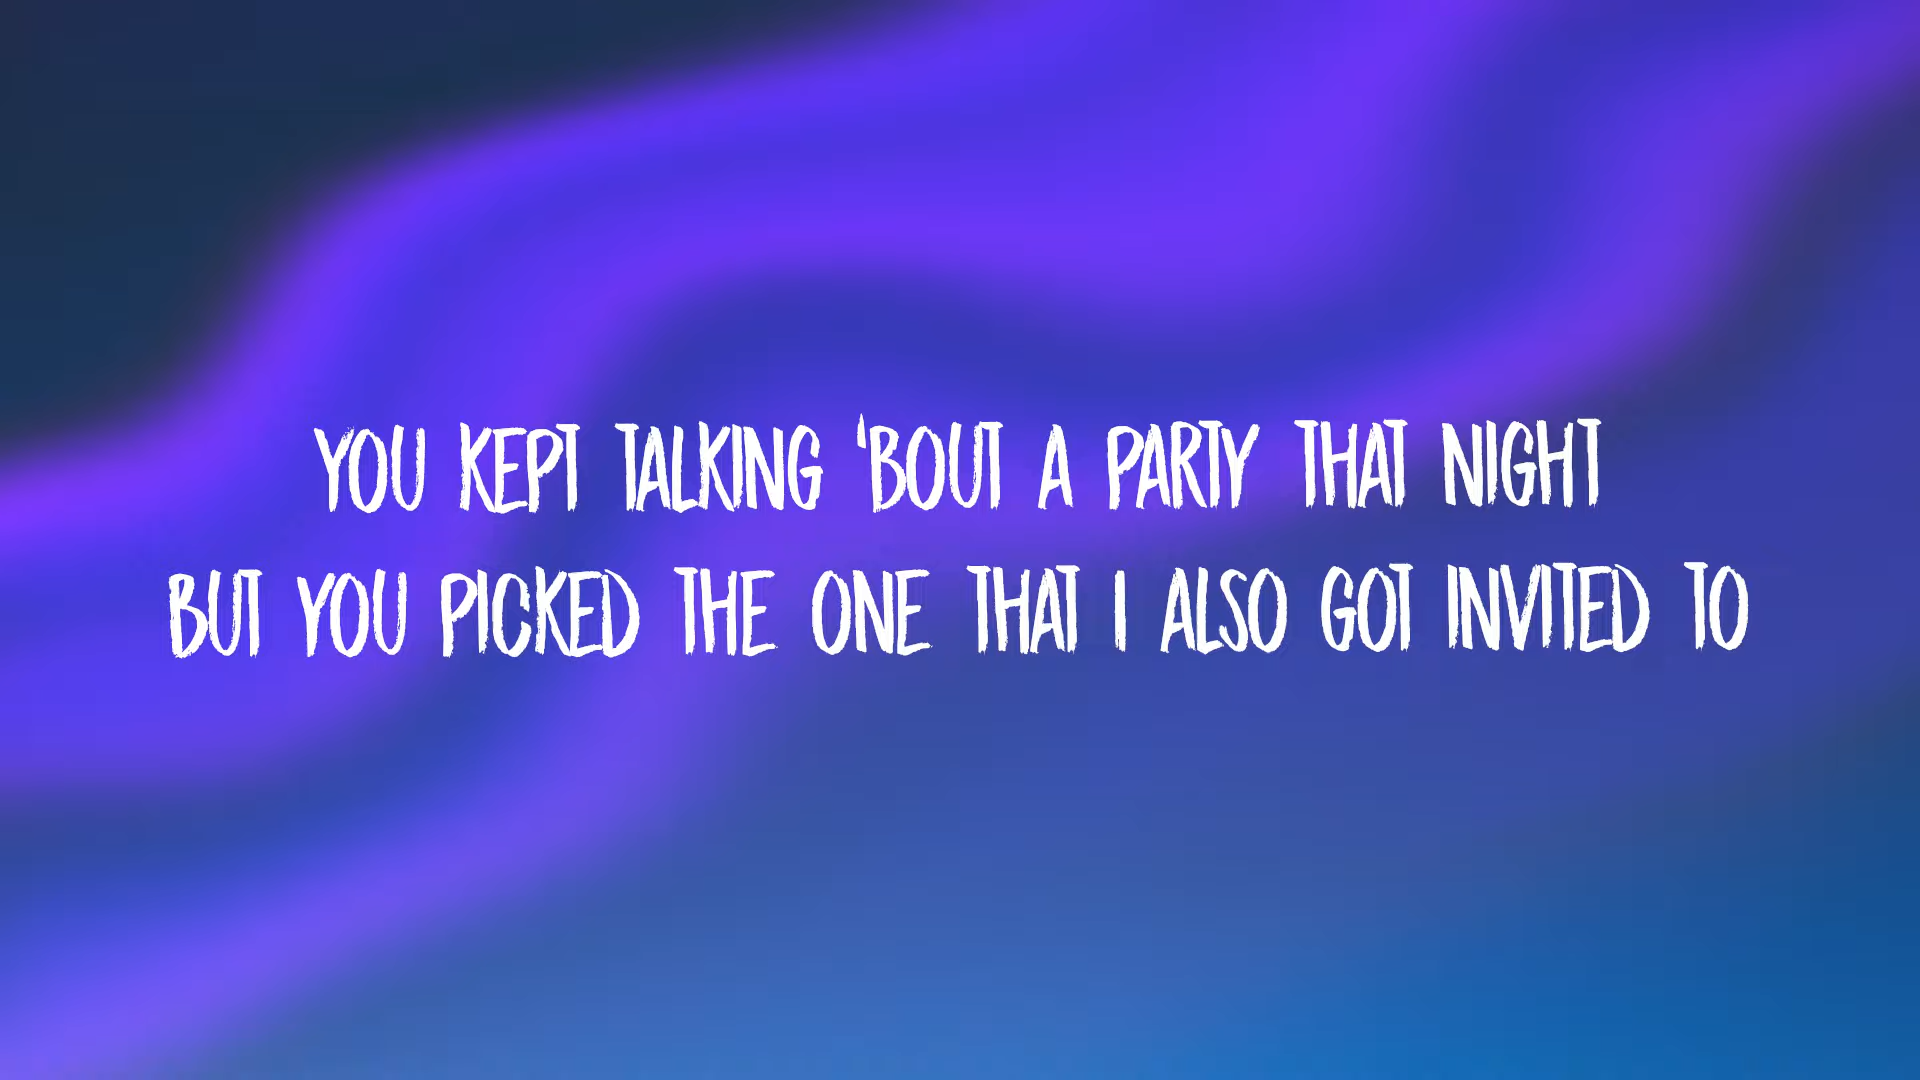 YOU KEPT TALKING 'BOUT A PARTY THAT NIGHT
BUT YOU PICKED THE ONE THAT I ALSO GOT INVITED TO